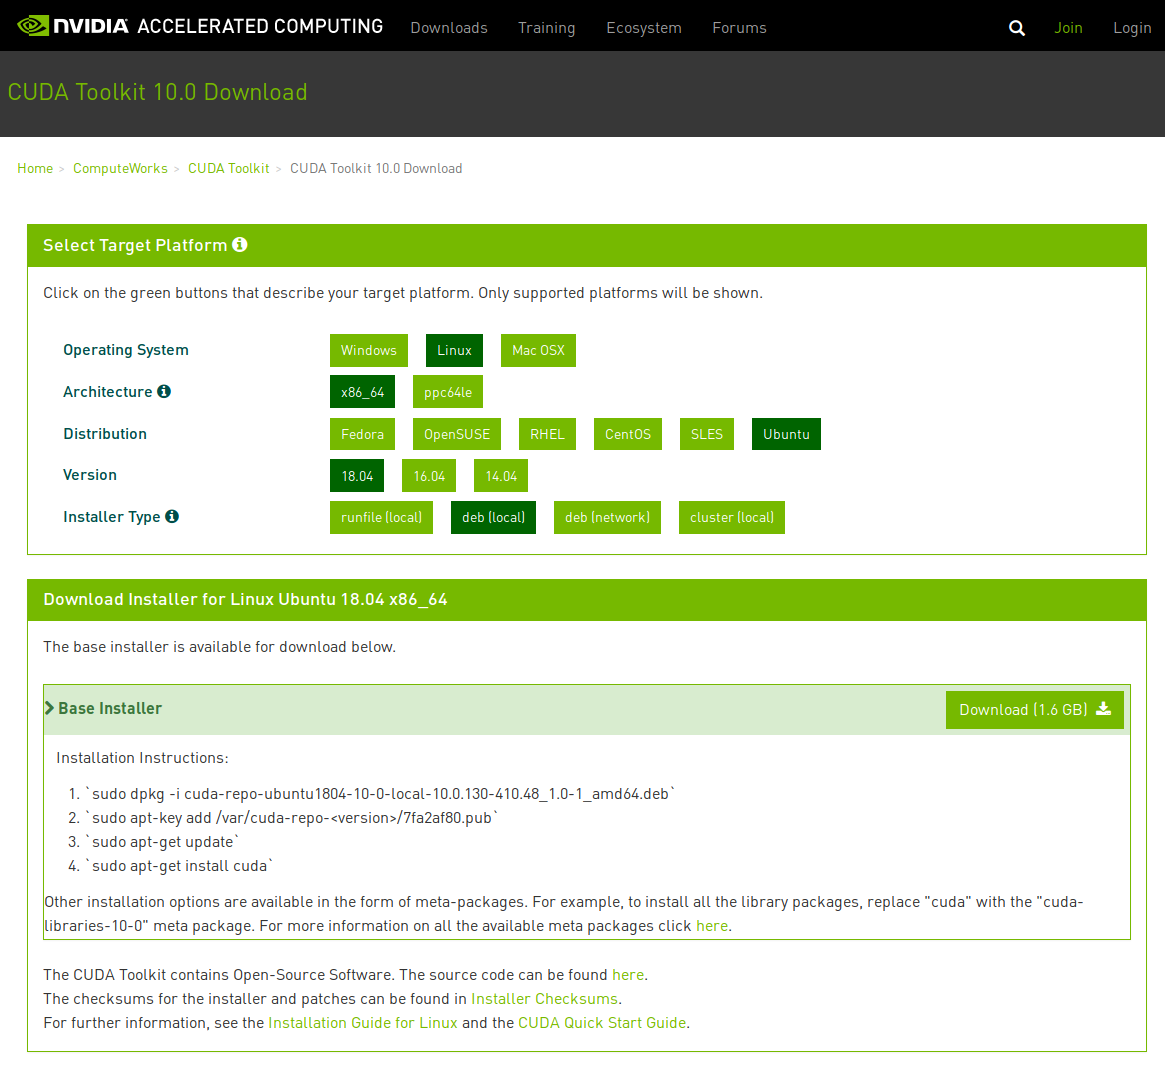 NVIDIA ACCELERATED COMPUTING Downloads Training Ecosystem Forums Join Login
CUDA Toolkit 10.0 Download
Home > ComputeWorks > CUDA Toolkit > CUDA Toolkit 10.0 Download
Select Target Platform
Click on the green buttons that describe your target platform. Only supported platforms will be shown.
Operating System Windows Linux Mac OSX
Architecture x86_64 ppc64le
Distribution Fedora OpenSUSE RHEL CentOS SLES Ubuntu
Version 18.04 16.04 14.04
Installer Type runfile (local) deb (local) deb (network) cluster (local)
Download Installer for Linux Ubuntu 18.04 x86_64
The base installer is available for download below.
Base Installer Download (1.6 GB)
Installation Instructions:
1. `sudo dpkg -i cuda-repo-ubuntu1804-10-0-local-10.0.130-410.48_1.0-1_amd64.deb`
2. `sudo apt-key add /var/cuda-repo-<version>/7fa2af80.pub`
3. `sudo apt-get update`
4. `sudo apt-get install cuda`
Other installation options are available in the form of meta-packages. For example, to install all the library packages, replace "cuda" with the "cuda-
libraries-10-0" meta package. For more information on all the available meta packages click here.
The CUDA Toolkit contains Open-Source Software. The source code can be found here.
The checksums for the installer and patches can be found in Installer Checksums.
For further information, see the Installation Guide for Linux and the CUDA Quick Start Guide.